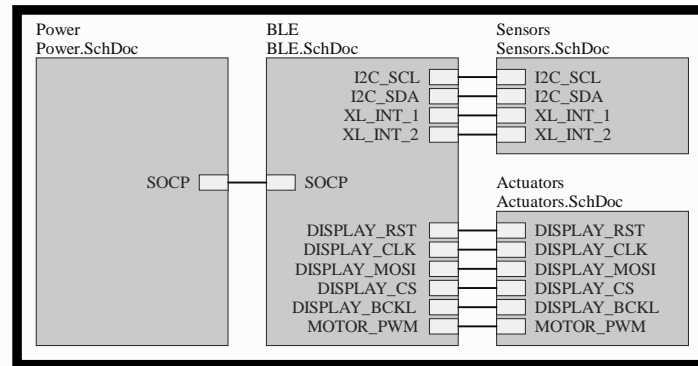 Power
Power.SchDoc
SOCP
BLE
BLE.SchDoc
I2C_SCL
I2C_SDA
XL_INT_1
XL_INT_2
SOCP
DISPLAY_RST
DISPLAY_CLK
DISPLAY_MOSI
DISPLAY_CS
DISPLAY_BCKL
MOTOR_PWM
Sensors
Sensors.SchDoc
I2C_SCL
I2C_SDA
XL_INT_1
XL_INT_2
Actuators
Actuators.SchDoc
DISPLAY_RST
DISPLAY_CLK
DISPLAY_MOSI
DISPLAY_CS
DISPLAY_BCKL
MOTOR_PWM